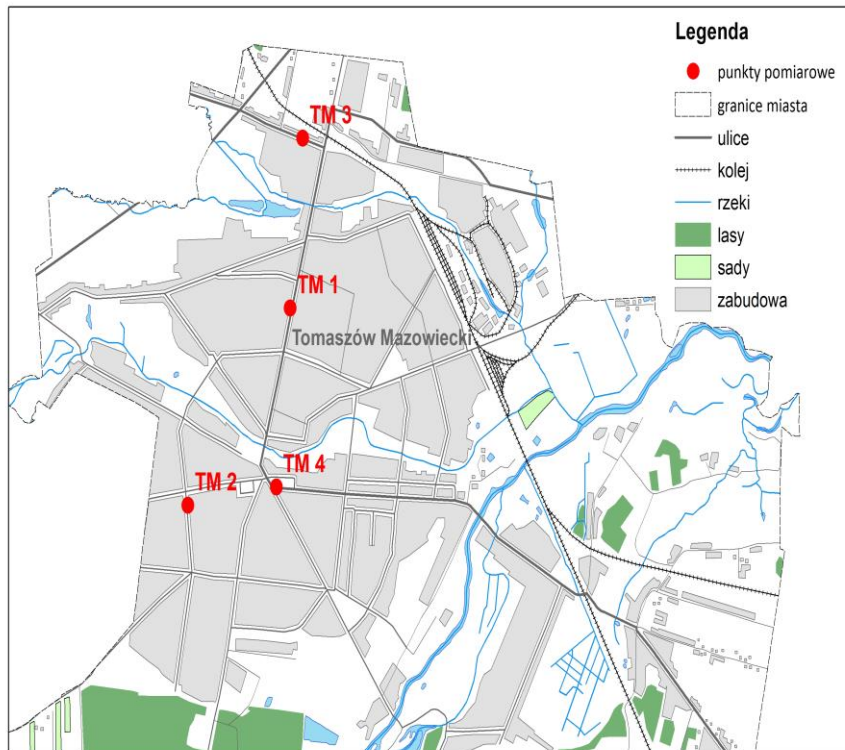 Legenda
punkty pomiarowe
granice miasta
ulice
kolej
rzeki
lasy
sady
zabudowa
TM 3
TM 1
Tomaszów Mazowiecki
TM 4
TM 2